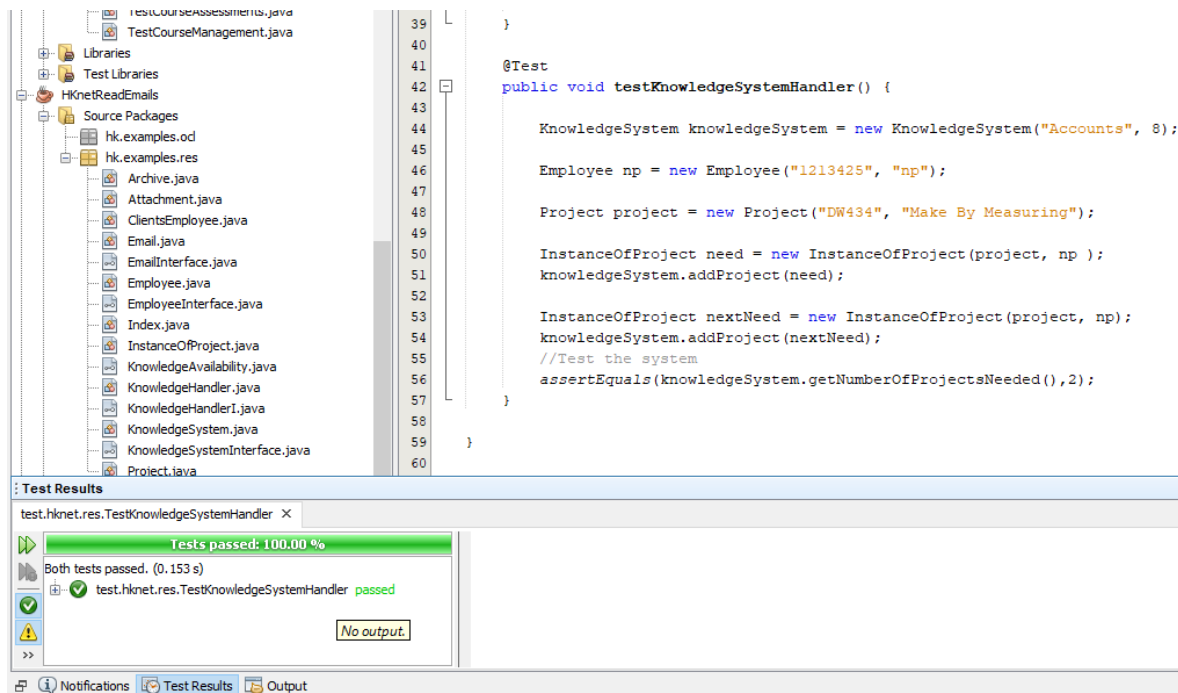 TestCourseAssessments.java
TestCourseManagement.java
Libraries
Test Libraries
HKnetReadEmails
Source Packages
hk.examples.ocl
hk.examples.res
Archive.java
Attachment.java
ClientsEmployee.java
Email.java
EmailInterface.java
Employee.java
EmployeeInterface.java
Index.java
InstanceOfProject.java
KnowledgeAvailability.java
KnowledgeHandler.java
KnowledgeHandlerI.java
KnowledgeSystem.java
KnowledgeSystemInterface.java
Project.java
39 }
40
41 @Test
42 public void testKnowledgeSystemHandler() {
43
44 KnowledgeSystem knowledgeSystem = new KnowledgeSystem("Accounts", 8);
45
46 Employee np = new Employee("1213425", "np");
47
48 Project project = new Project("DW434", "Make By Measuring");
49
50 InstanceOfProject need = new InstanceOfProject(project, np );
51 knowledgeSystem.addProject(need);
52
53 InstanceOfProject nextNeed = new InstanceOfProject(project, np);
54 knowledgeSystem.addProject(nextNeed);
55 //Test the system
56 assertEquals(knowledgeSystem.getNumberOfProjectsNeeded(),2);
57 }
58
59 }
60
Test Results
test.hknet.res.TestKnowledgeSystemHandler ×
Tests passed: 100.00 %
Both tests passed. (0.153 s)
test.hknet.res.TestKnowledgeSystemHandler passed
No output.
>>
Notifications Test Results Output